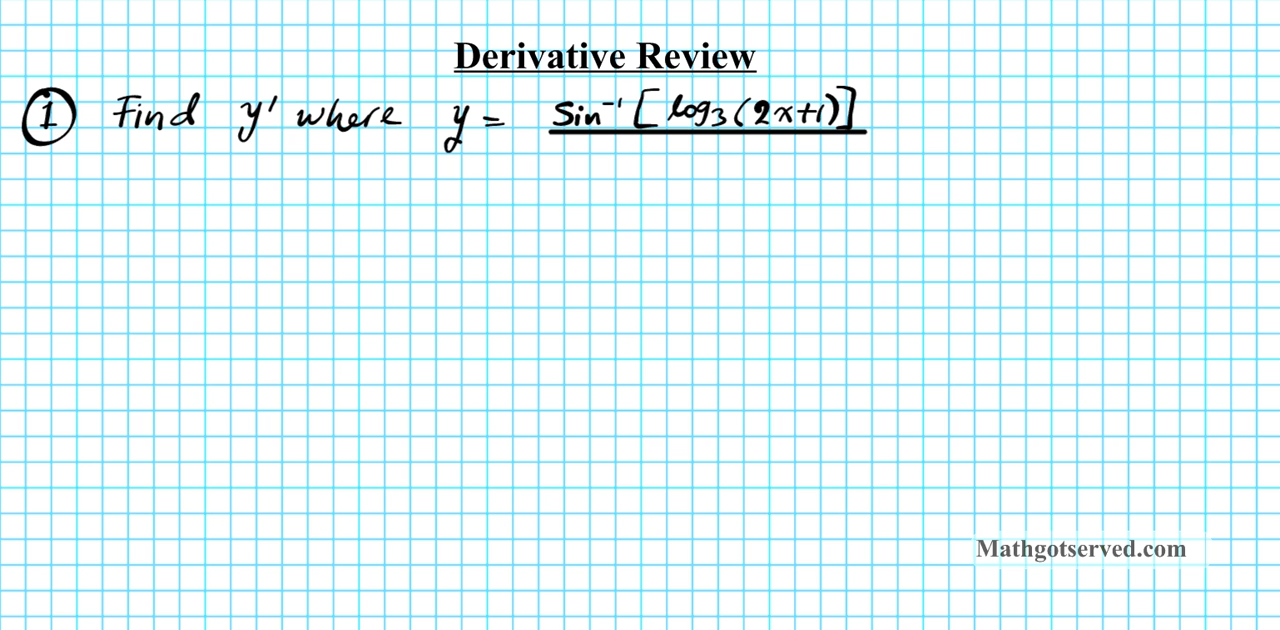 Derivative Review
① Find y' where y = Sin⁻¹[log₃(2x+1)]
Mathgotserved.com